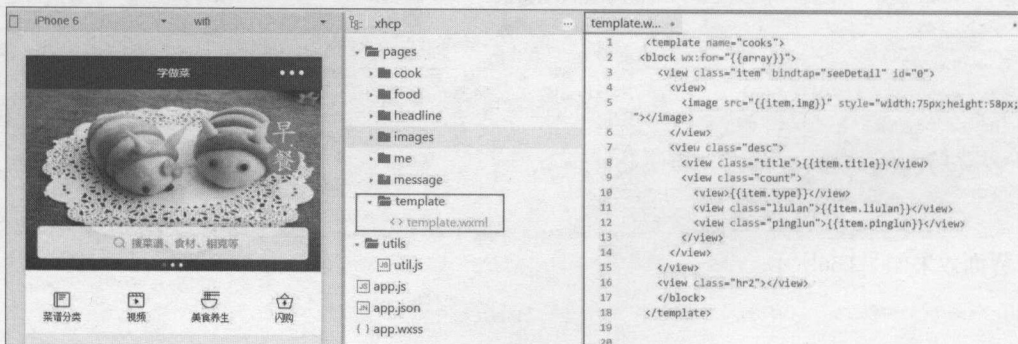 iPhone 6
wifi
学做菜
早餐
搜菜谱、食材、相克等
菜谱分类
视频
美食养生
闪购
xhcp
pages
cook
food
headline
images
me
message
template
<> template.wxml
utils
JS util.js
JS app.js
JN app.json
{ } app.wxss
template.w...
1 <template name="cooks">
2 <block wx:for="{{array}}">
3 <view class="item" bindtap="seeDetail" id="0">
4 <view>
5 <image src="{{item.img}}" style="width:75px;height:58px;
"></image>
6 </view>
7 <view class="desc">
8 <view class="title">{{item.title}}</view>
9 <view class="count">
10 <view>{{item.type}}</view>
11 <view class="liulan">{{item.liulan}}</view>
12 <view class="pinglun">{{item.pinglun}}</view>
13 </view>
14 </view>
15 </view>
16 <view class="hr2"></view>
17 </block>
18 </template>
19
20